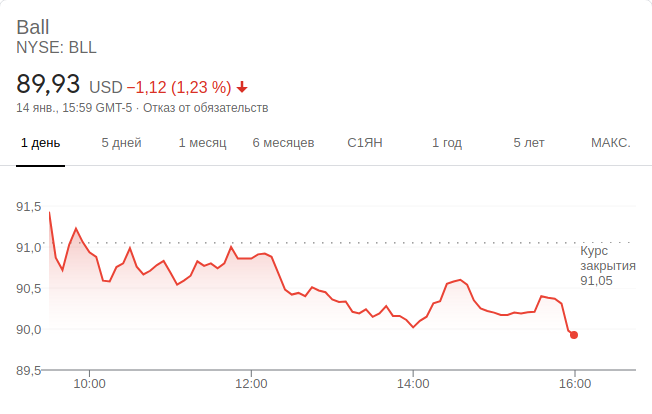 Ball
NYSE: BLL
89,93 USD −1,12 (1,23 %)
14 янв., 15:59 GMT-5 · Отказ от обязательств
1 день 5 дней 1 месяц 6 месяцев С1ЯН 1 год 5 лет МАКС.
91,5
91,0
Курс
закрытия
91,05
90,5
90,0
89,5
10:00 12:00 14:00 16:00